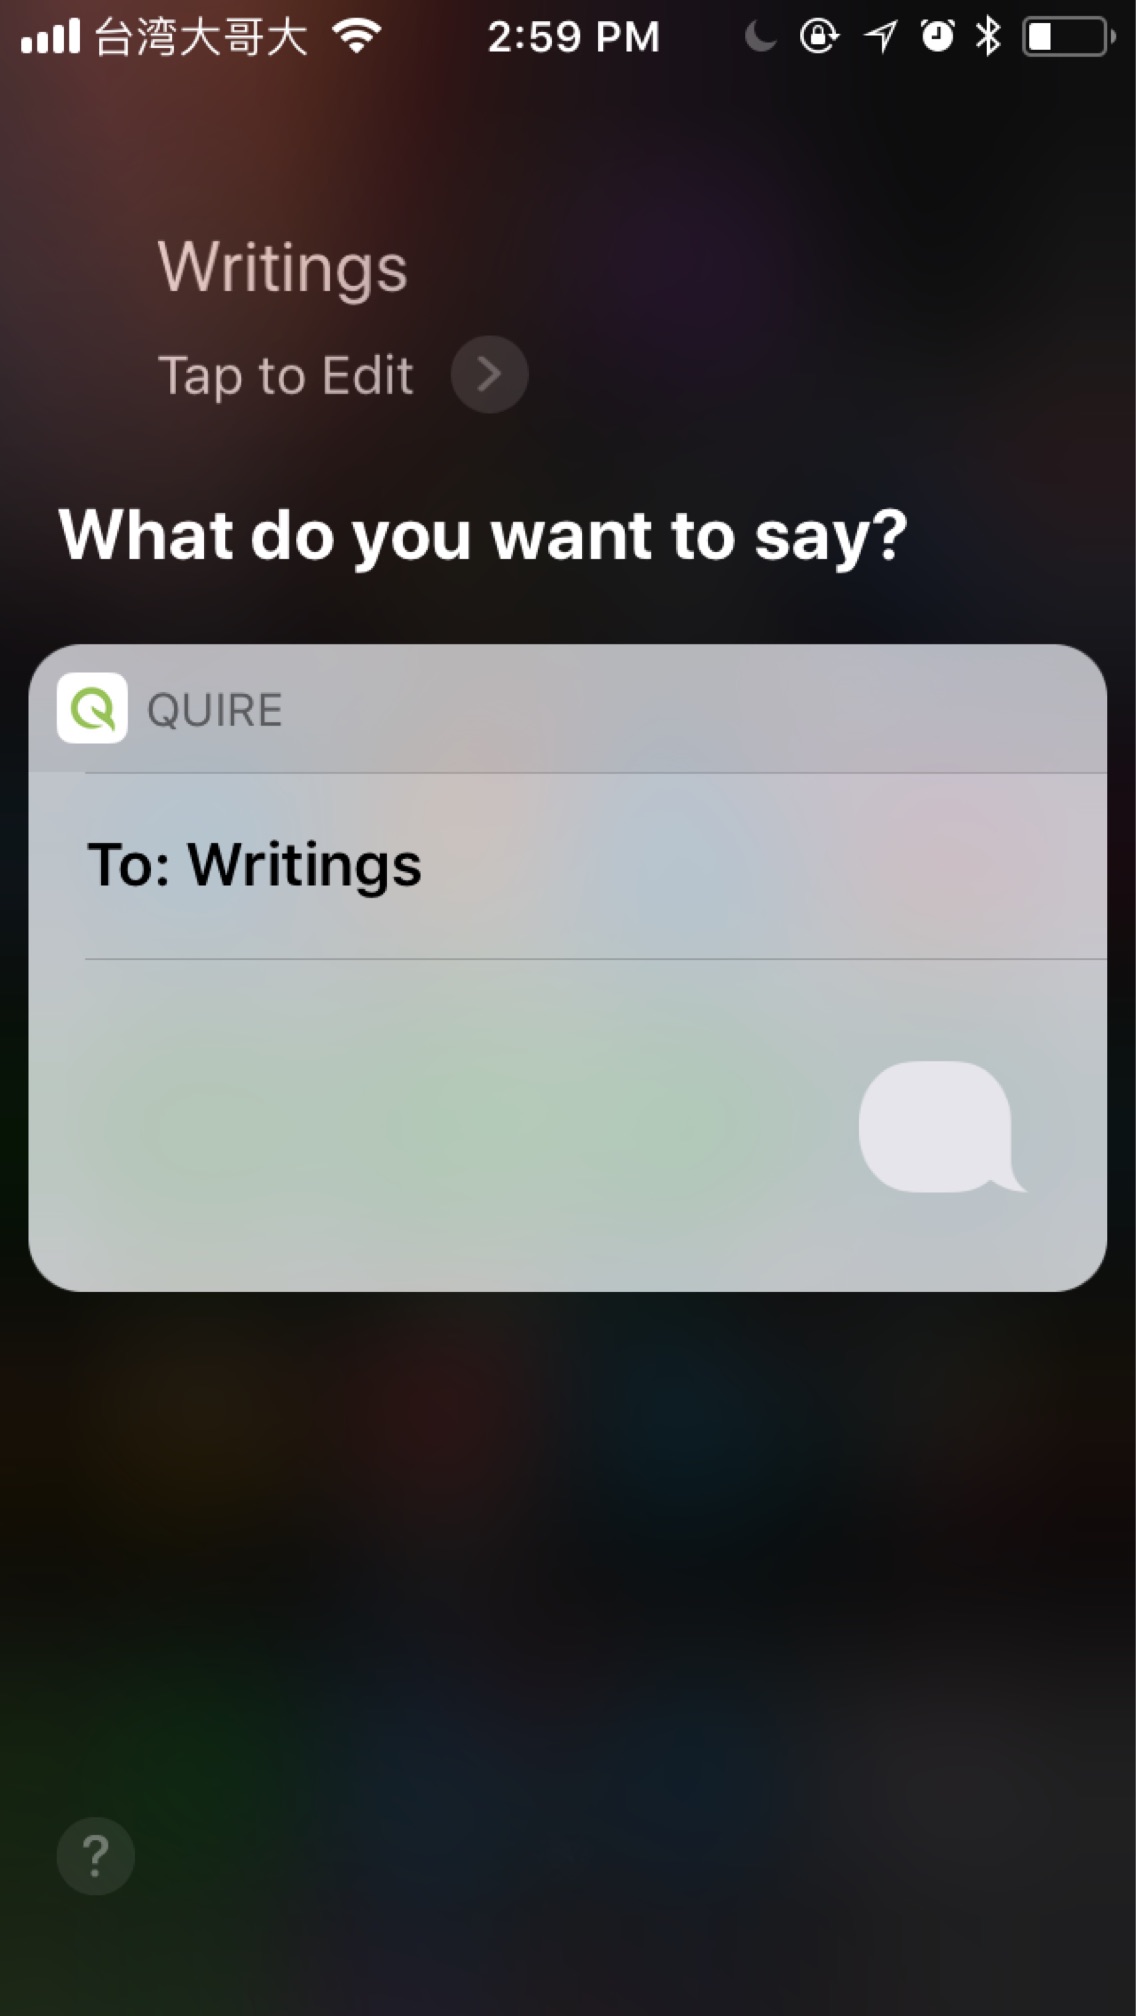 台湾大哥大 2:59 PM
Writings
Tap to Edit
What do you want to say?
QUIRE
To: Writings
?